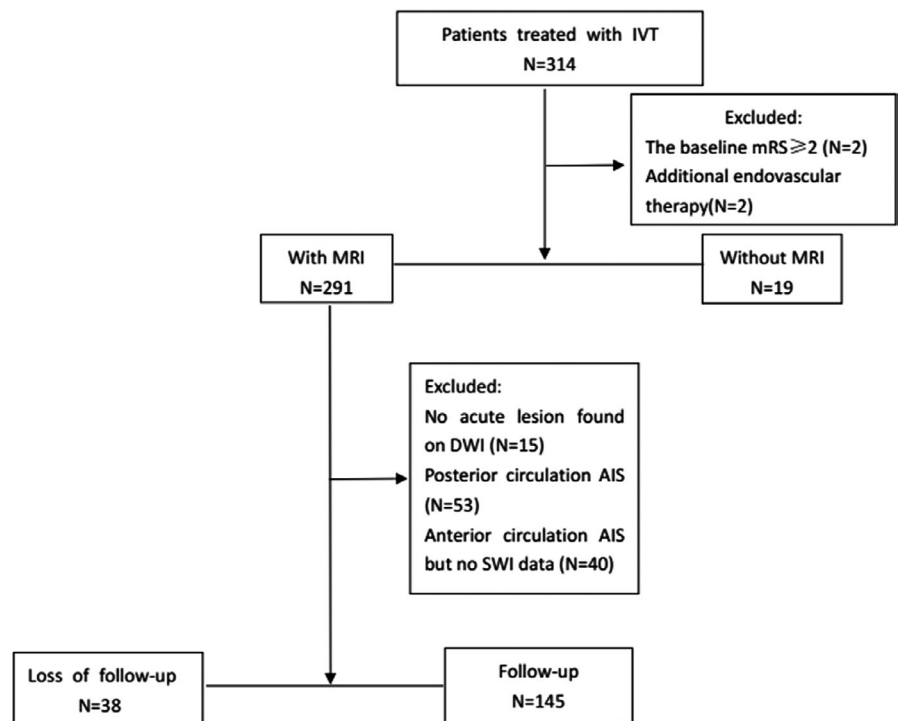 Patients treated with IVT
N=314
Excluded:
The baseline mRS⩾2 (N=2)
Additional endovascular
therapy(N=2)
With MRI
N=291
Without MRI
N=19
Excluded:
No acute lesion found
on DWI (N=15)
Posterior circulation AIS
(N=53)
Anterior circulation AIS
but no SWI data (N=40)
Loss of follow-up
N=38
Follow-up
N=145